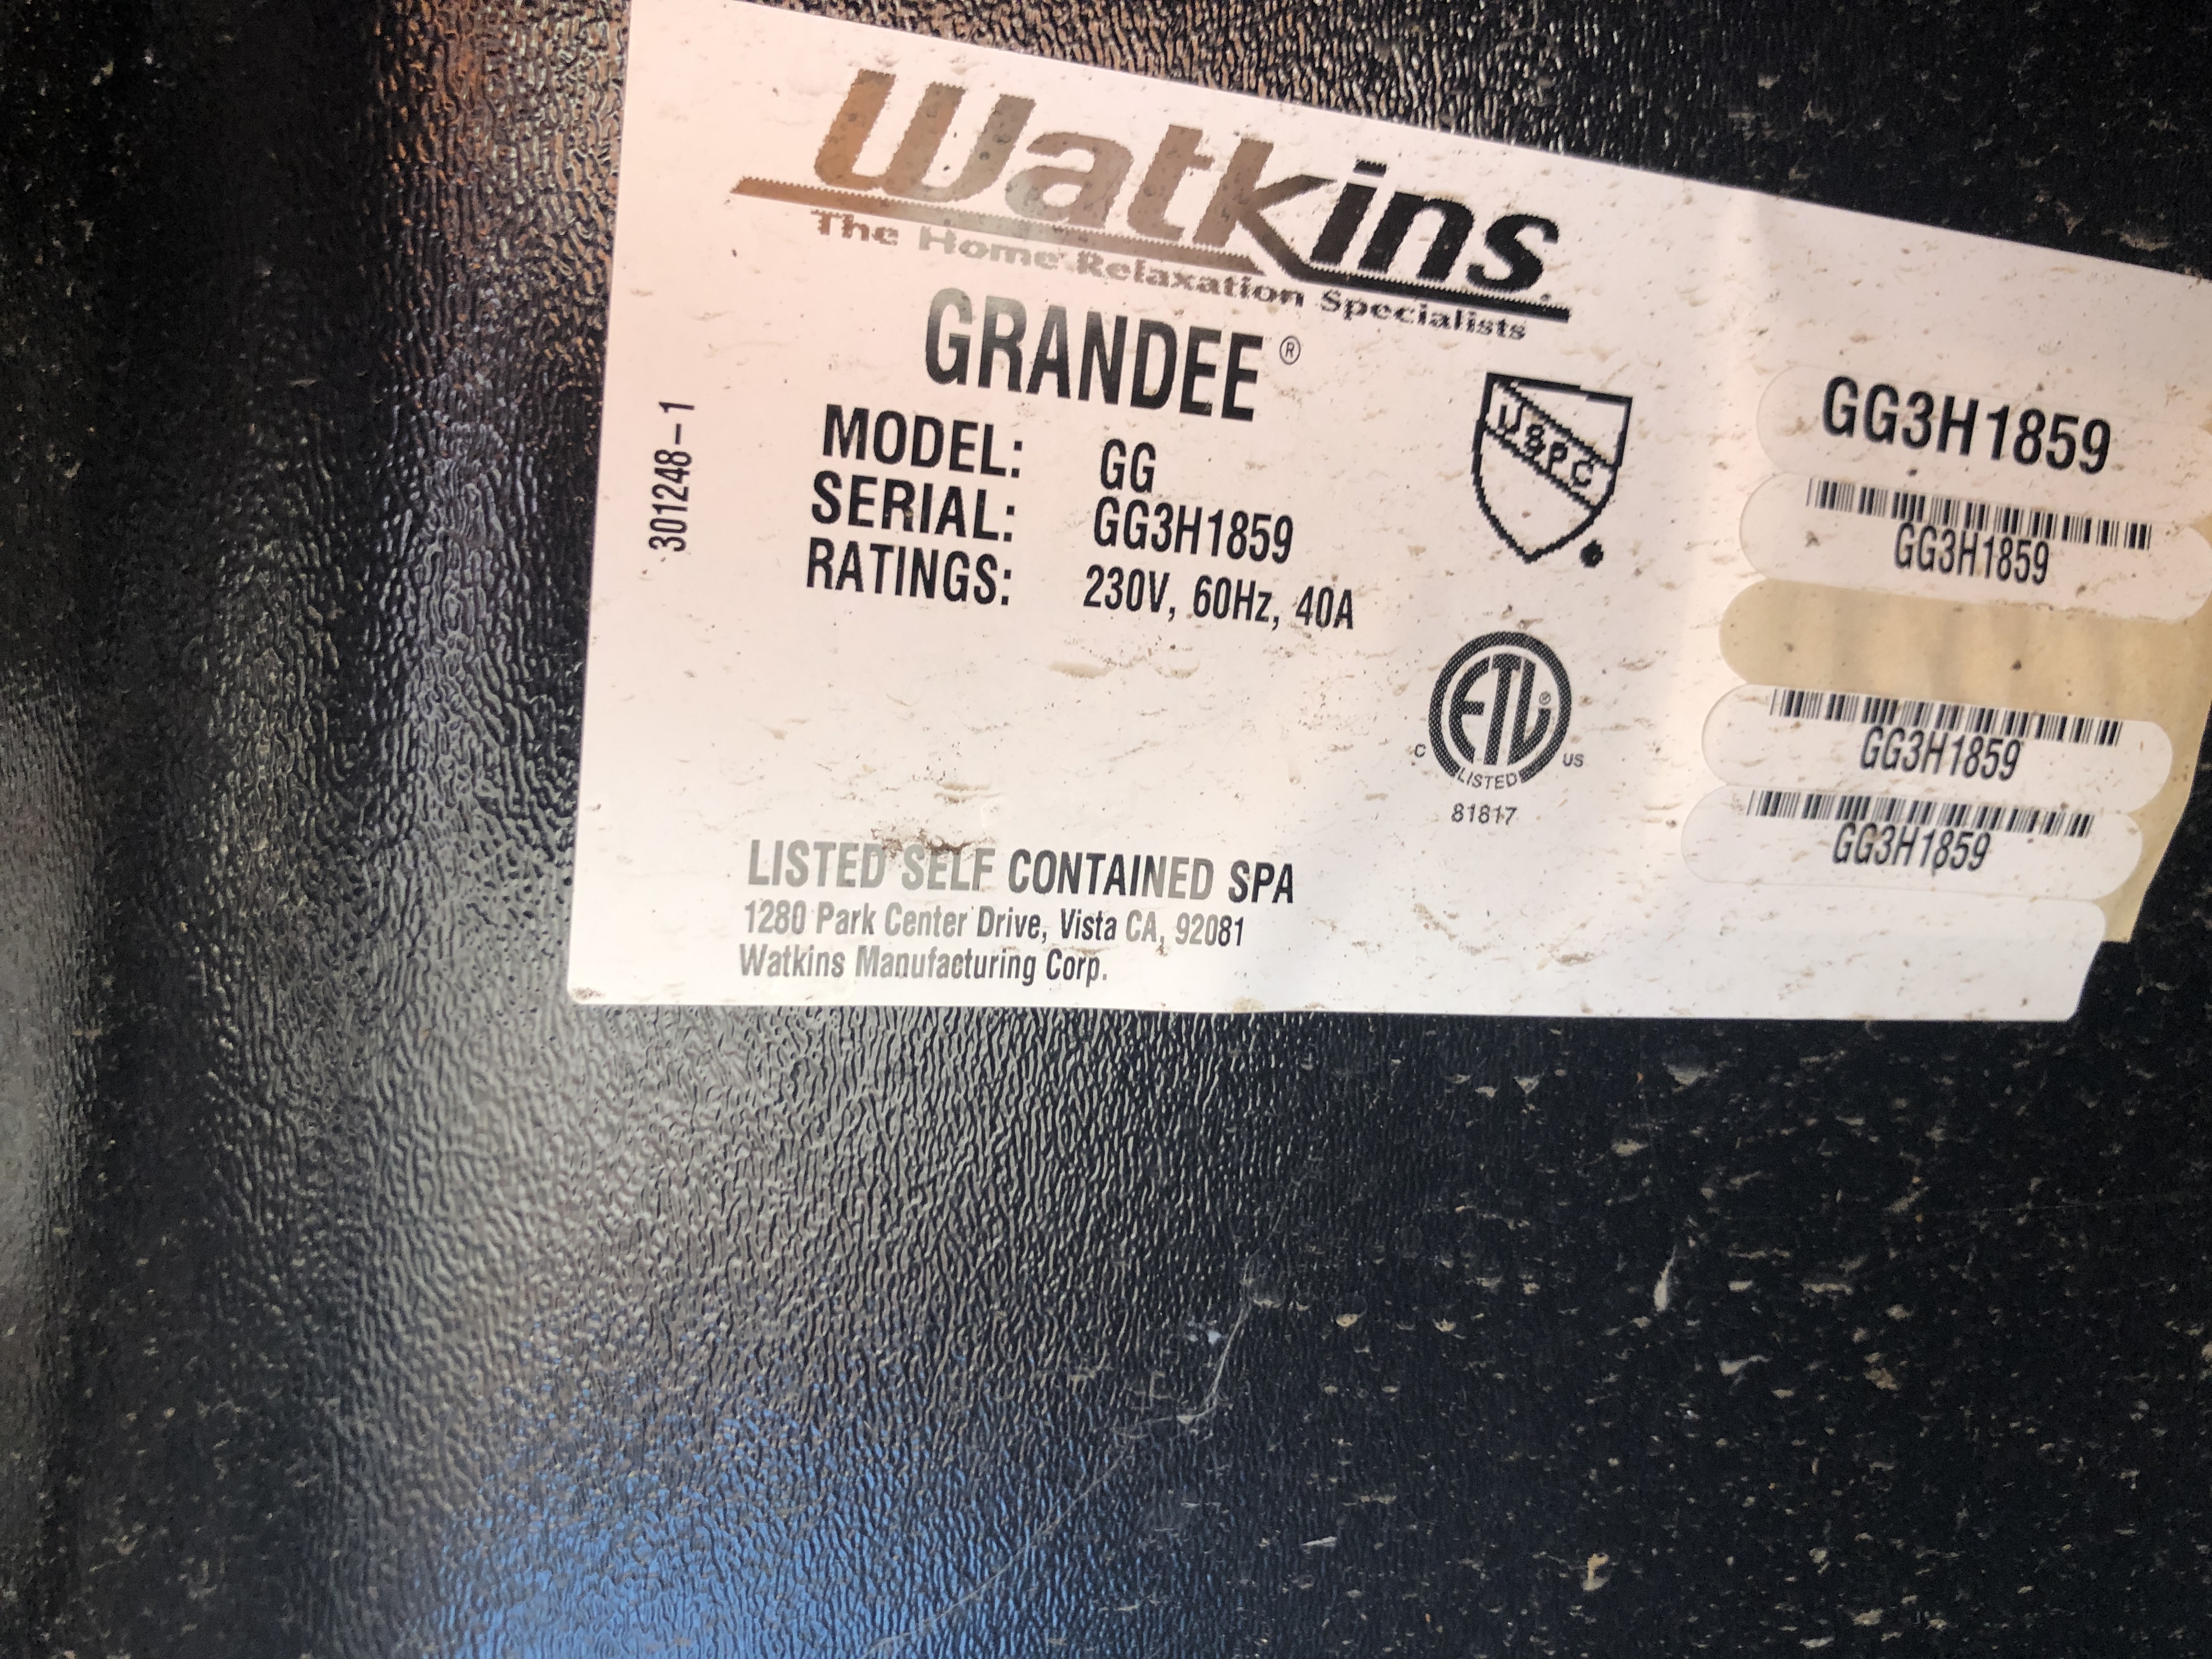 Watkins
The Home Relaxation Specialists
GRANDEE®
301248-1
MODEL: GG
SERIAL: GG3H1859
RATINGS: 230V, 60Hz, 40A
USPC
ETL®
C LISTED US
81817
LISTED SELF CONTAINED SPA
1280 Park Center Drive, Vista CA, 92081
Watkins Manufacturing Corp.
GG3H1859
GG3H1859
GG3H1859
GG3H1859